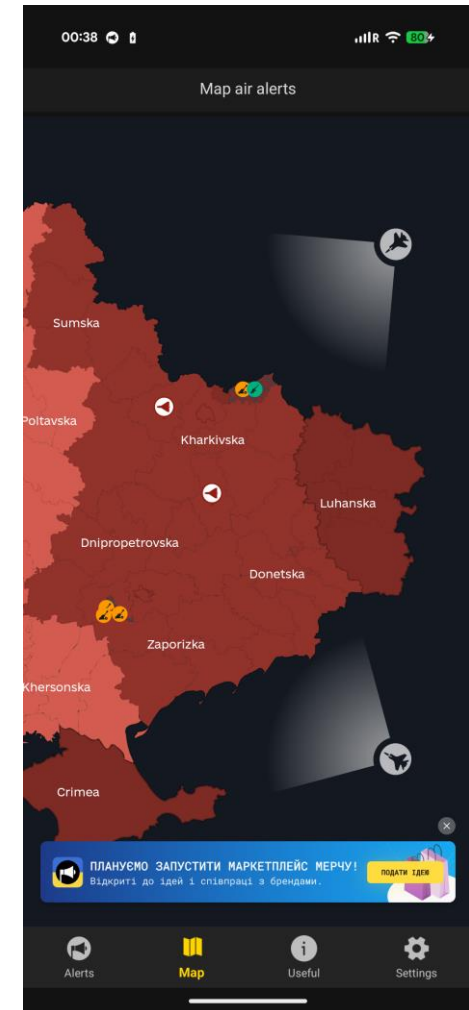 00:38
R
80
Map air alerts
Sumska
Poltavska
Kharkivska
Luhanska
Dnipropetrovska
Donetska
Zaporizka
Khersonska
Crimea
ПЛАНУЄМО ЗАПУСТИТИ МАРКЕТПЛЕЙС МЕРЧУ!
Відкриті до ідей і співпраці з брендами.
ПОДАТИ ІДЕЮ
Alerts
Map
Useful
Settings